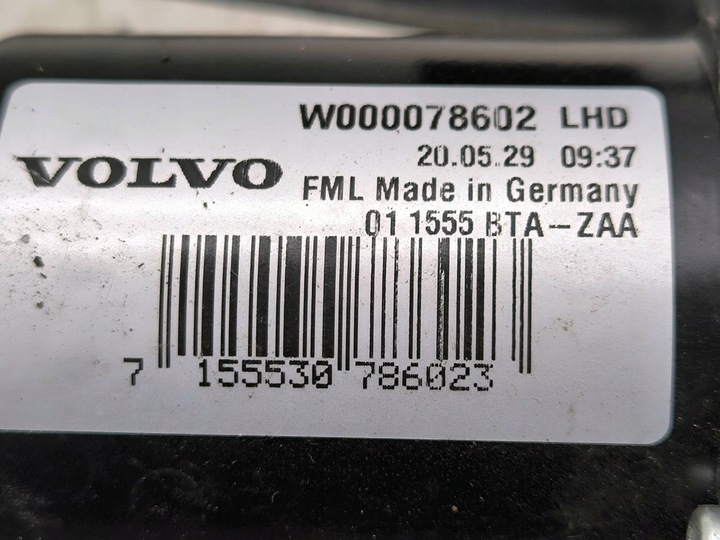 W000078602 LHD
20.05.29 09:37
VOLVO
FML Made in Germany
01 1555 BTA-ZAA
7 155530 786023